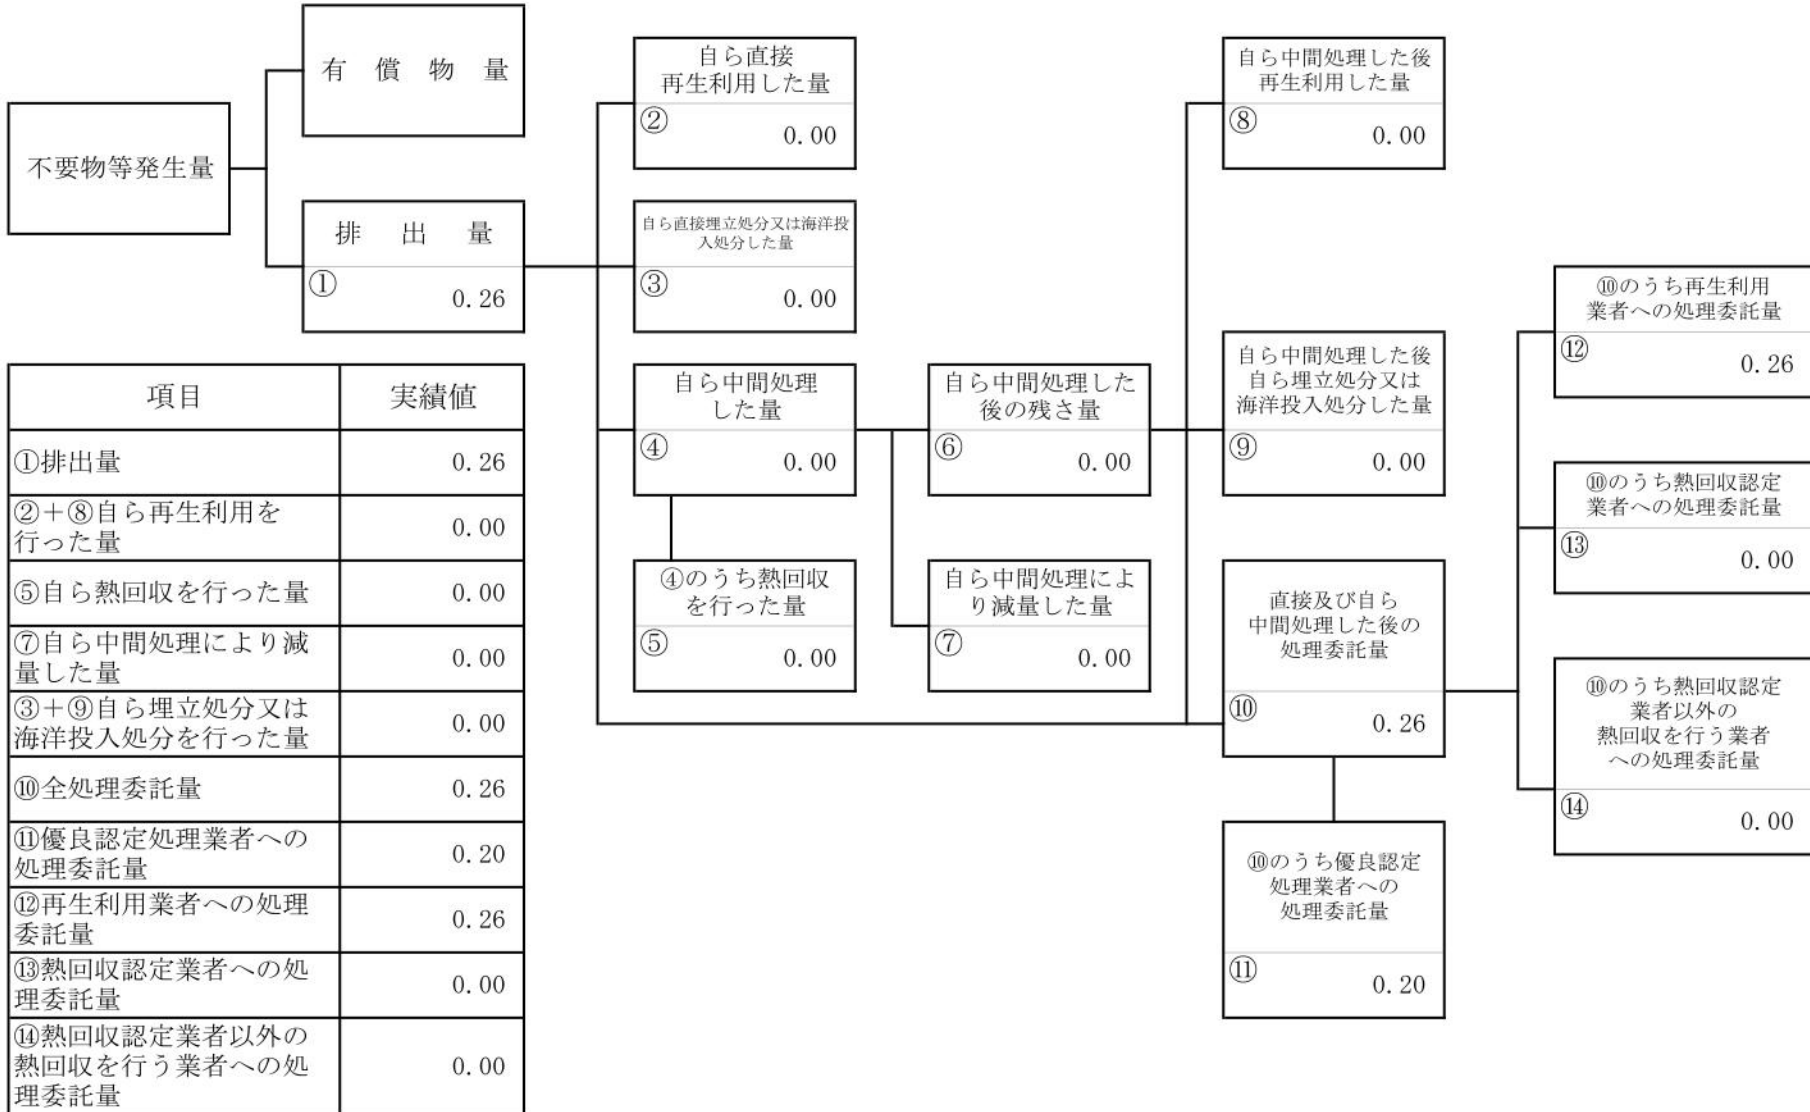 有償物量
不要物等発生量
排出量
①
0.26
自ら直接
再生利用した量
②
0.00
自ら直接埋立処分又は海洋投
入処分した量
③
0.00
自ら中間処理
した量
④
0.00
④のうち熱回収
を行った量
⑤
0.00
自ら中間処理した
後の残さ量
⑥
0.00
自ら中間処理によ
り減量した量
⑦
0.00
自ら中間処理した後
再生利用した量
⑧
0.00
自ら中間処理した後
自ら埋立処分又は
海洋投入処分した量
⑨
0.00
直接及び自ら
中間処理した後の
処理委託量
⑩
0.26
⑩のうち優良認定
処理業者への
処理委託量
⑪
0.20
⑩のうち再生利用
業者への処理委託量
⑫
0.26
⑩のうち熱回収認定
業者への処理委託量
⑬
0.00
⑩のうち熱回収認定
業者以外の
熱回収を行う業者
への処理委託量
⑭
0.00
項目 実績値
①排出量 0.26
②＋⑧自ら再生利用を
行った量 0.00
⑤自ら熱回収を行った量 0.00
⑦自ら中間処理により減
量した量 0.00
③＋⑨自ら埋立処分又は
海洋投入処分を行った量 0.00
⑩全処理委託量 0.26
⑪優良認定処理業者への
処理委託量 0.20
⑫再生利用業者への処理
委託量 0.26
⑬熱回収認定業者への処
理委託量 0.00
⑭熱回収認定業者以外の
熱回収を行う業者への処
理委託量 0.00